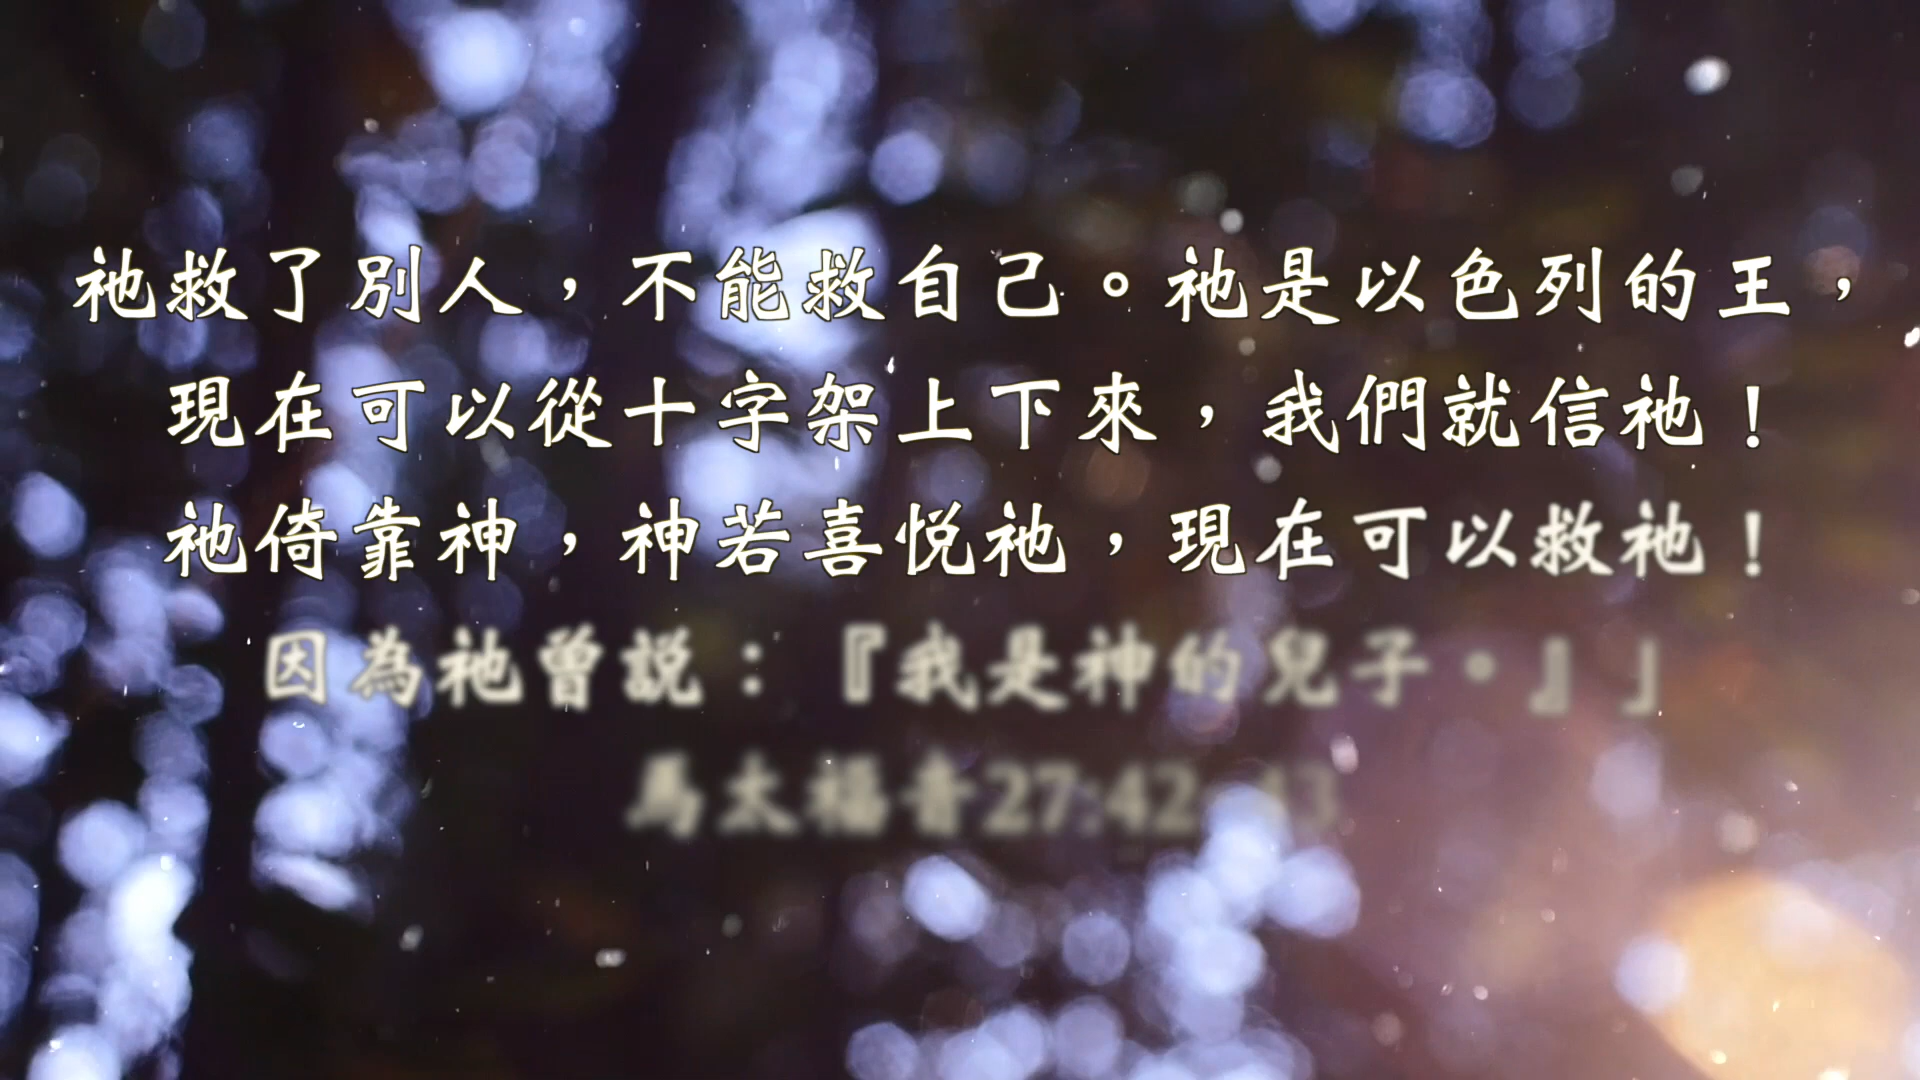 祂救了別人，不能救自己。祂是以色列的王，
現在可以從十字架上下來，我們就信祂！
祂倚靠神，神若喜悅祂，現在可以救祂！
因為祂曾說：『我是神的兒子。』」
馬太福音27:42-43